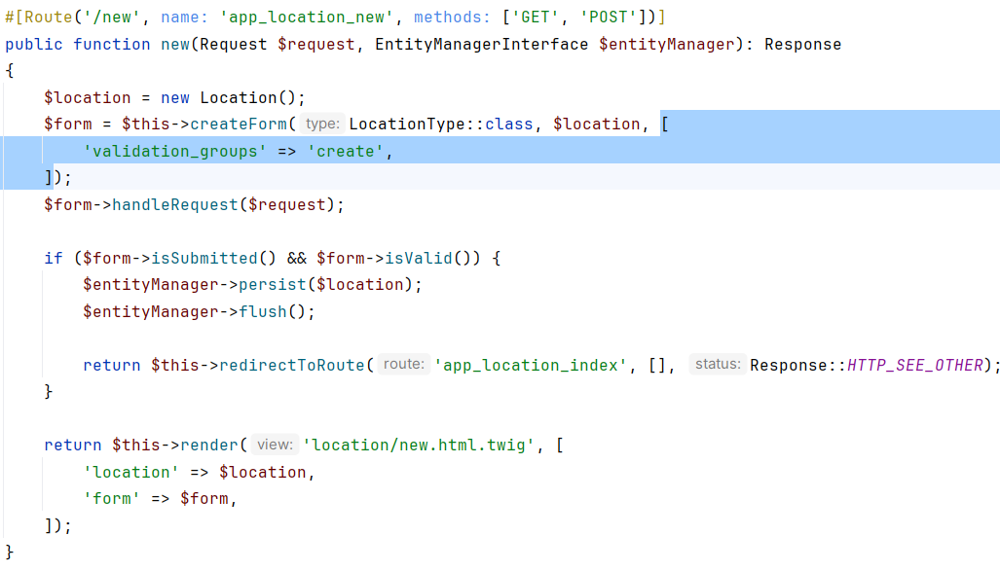 #[Route('/new', name: 'app_location_new', methods: ['GET', 'POST'])]
public function new(Request $request, EntityManagerInterface $entityManager): Response
{
    $location = new Location();
    $form = $this->createForm( type: LocationType::class, $location, [
        'validation_groups' => 'create',
    ]);
    $form->handleRequest($request);

    if ($form->isSubmitted() && $form->isValid()) {
        $entityManager->persist($location);
        $entityManager->flush();

        return $this->redirectToRoute( route: 'app_location_index', [], status: Response::HTTP_SEE_OTHER);
    }

    return $this->render( view: 'location/new.html.twig', [
        'location' => $location,
        'form' => $form,
    ]);
}